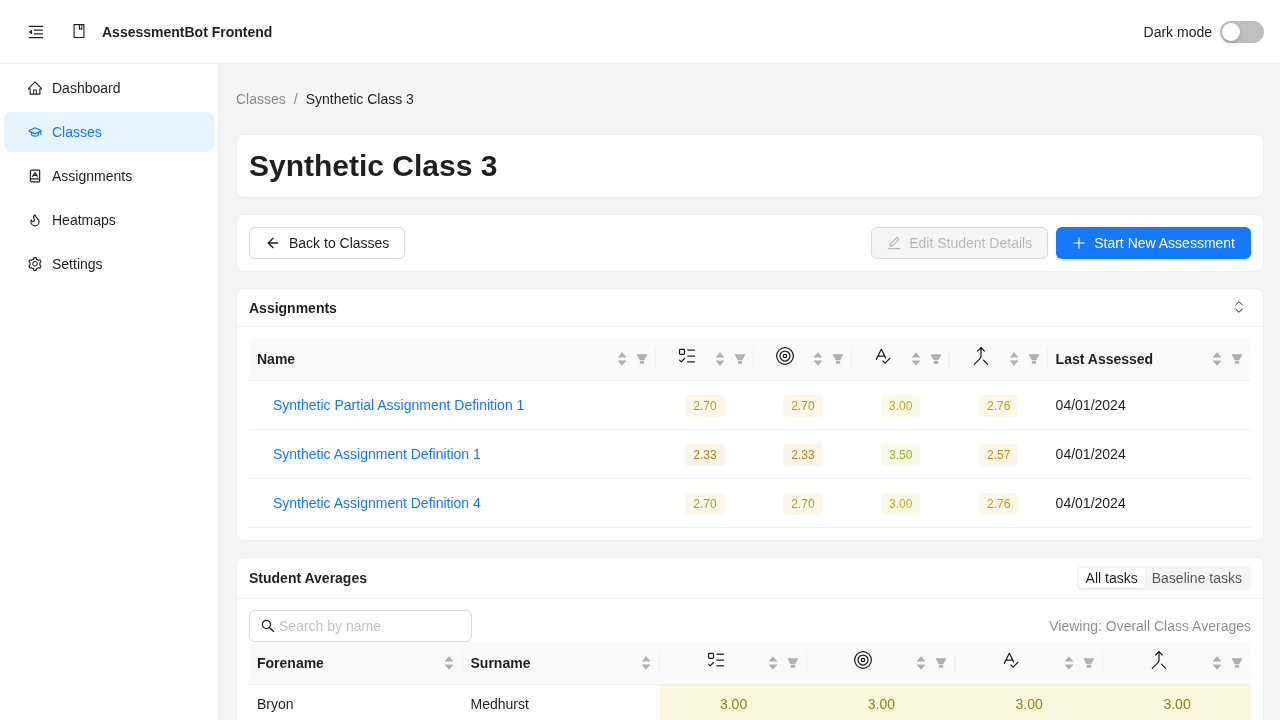 AssessmentBot Frontend
Dark mode
Dashboard
Classes
Assignments
Heatmaps
Settings
Classes / Synthetic Class 3
Synthetic Class 3
Back to Classes
Edit Student Details
Start New Assessment
Assignments
Name Last Assessed
Synthetic Partial Assignment Definition 1 2.70 2.70 3.00 2.76 04/01/2024
Synthetic Assignment Definition 1 2.33 2.33 3.50 2.57 04/01/2024
Synthetic Assignment Definition 4 2.70 2.70 3.00 2.76 04/01/2024
Student Averages
All tasks Baseline tasks
Search by name
Viewing: Overall Class Averages
Forename Surname
Bryon Medhurst 3.00 3.00 3.00 3.00